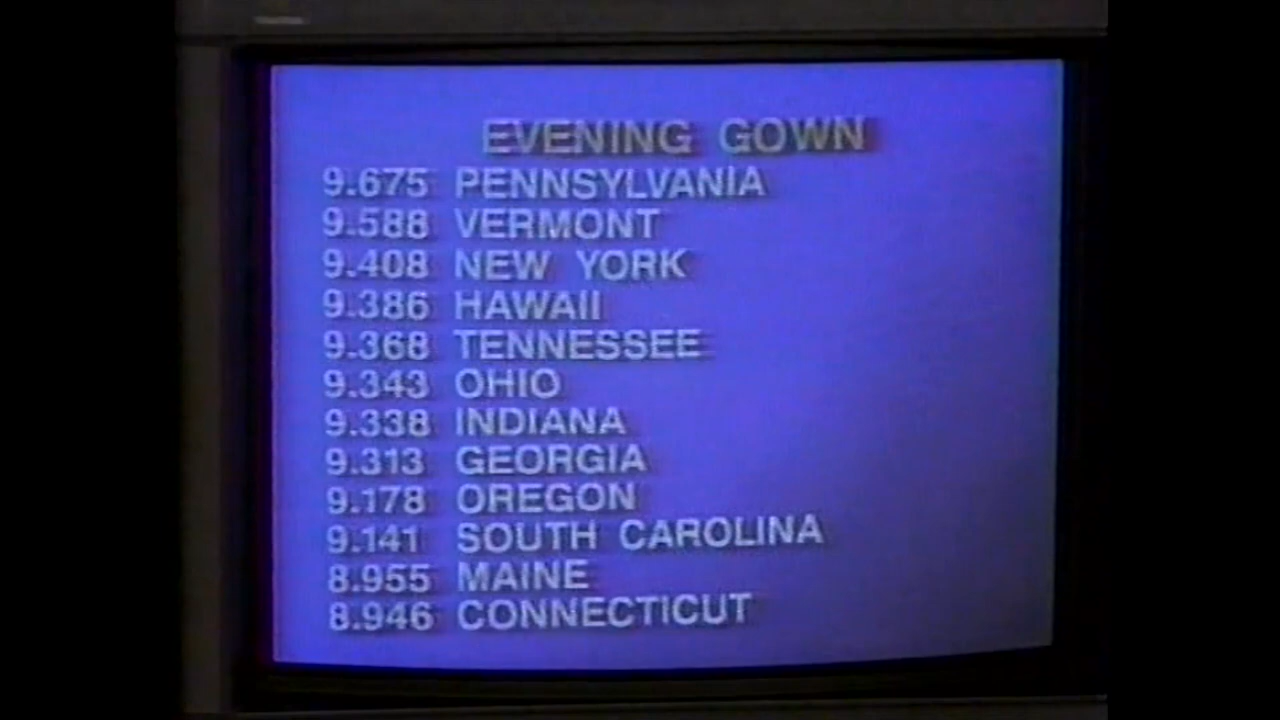 EVENING GOWN
9.675 PENNSYLVANIA
9.588 VERMONT
9.408 NEW YORK
9.386 HAWAII
9.368 TENNESSEE
9.343 OHIO
9.338 INDIANA
9.313 GEORGIA
9.178 OREGON
9.141 SOUTH CAROLINA
8.955 MAINE
8.946 CONNECTICUT